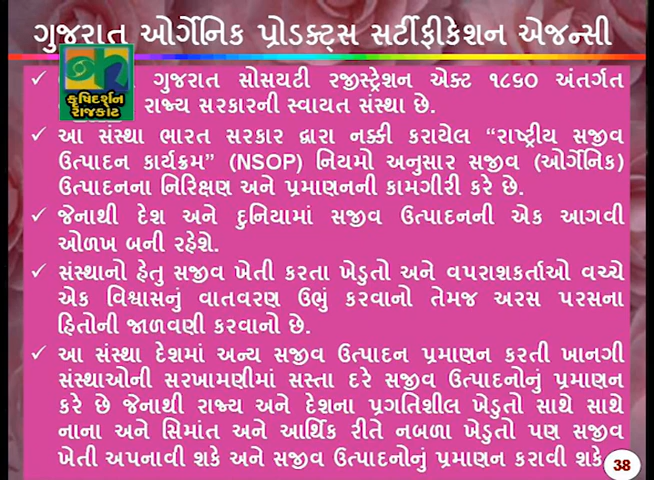 ગુજરાત ઓર્ગેનિક પ્રોડક્ટ્સ સર્ટીફીકેશન એજન્સી
ગુજરાત સોસયટી રજીસ્ટ્રેશન એક્ટ ૧૮૬૦ અંતર્ગત
રાજ્ય સરકારની સ્વાયત સંસ્થા છે.
કૃષિદર્શન
રાજકોટ
આ સંસ્થા ભારત સરકાર દ્વારા નક્કી કરાયેલ “રાષ્ટ્રીય સજીવ
ઉત્પાદન કાર્યક્રમ” (NSOP) નિયમો અનુસાર સજીવ (ઓર્ગેનિક)
ઉત્પાદનના નિરિક્ષણ અને પ્રમાણનની કામગીરી કરે છે.
જેનાથી દેશ અને દુનિયામાં સજીવ ઉત્પાદનની એક આગવી
ઓળખ બની રહેશે.
સંસ્થાનો હેતુ સજીવ ખેતી કરતા ખેડુતો અને વપરાશકર્તાઓ વચ્ચે
એક વિશ્વાસનું વાતવરણ ઉભું કરવાનો તેમજ અરસ પરસના
હિતોની જાળવણી કરવાનો છે.
આ સંસ્થા દેશમાં અન્ય સજીવ ઉત્પાદન પ્રમાણન કરતી ખાનગી
સંસ્થાઓની સરખામણીમાં સસ્તા દરે સજીવ ઉત્પાદનોનું પ્રમાણન
કરે છે જેનાથી રાજ્ય અને દેશના પ્રગતિશીલ ખેડુતો સાથે સાથે
નાના અને સિમાંત અને આર્થિક રીતે નબળા ખેડુતો પણ સજીવ
ખેતી અપનાવી શકે અને સજીવ ઉત્પાદનોનું પ્રમાણન કરાવી શકે
38